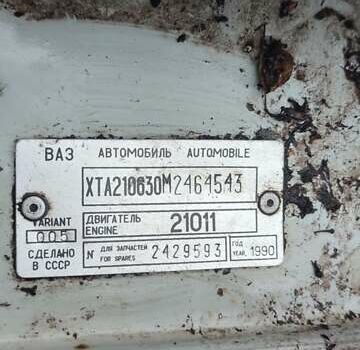 ВАЗ АВТОМОБИЛЬ AUTOMOBILE
XTA210630M2464543
VARIANT ДВИГАТЕЛЬ ENGINE 21011
005
СДЕЛАНО В СССР
N° ДЛЯ ЗАПЧАСТЕЙ FOR SPARES 2429593 ГОД YEAR, 1990